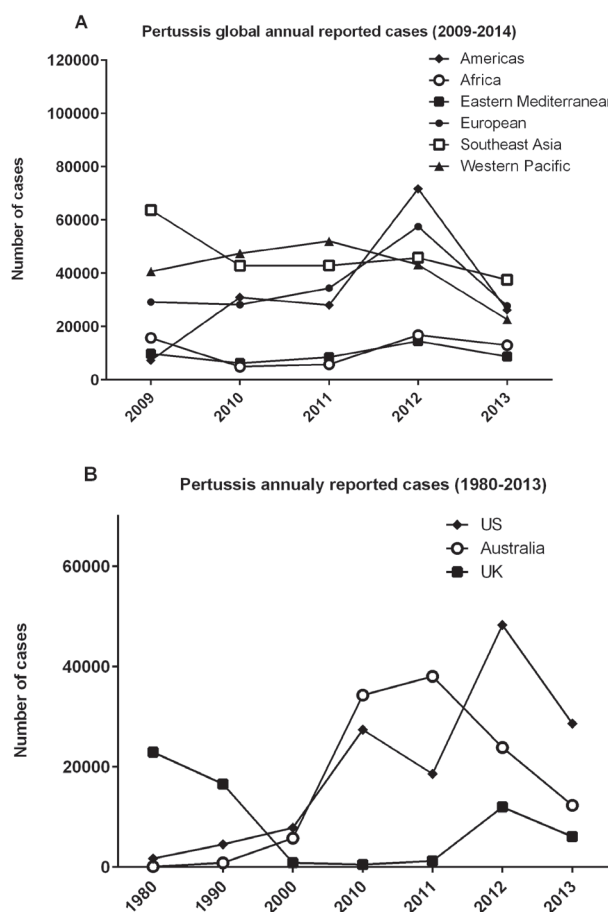 A
Pertussis global annual reported cases (2009-2014)
Americas
Africa
Eastern Mediterranean
European
Southeast Asia
Western Pacific
Number of cases
120000
100000
80000
60000
40000
20000
0
2009
2010
2011
2012
2013
B
Pertussis annualy reported cases (1980-2013)
US
Australia
UK
Number of cases
60000
40000
20000
0
1980
1990
2000
2010
2011
2012
2013